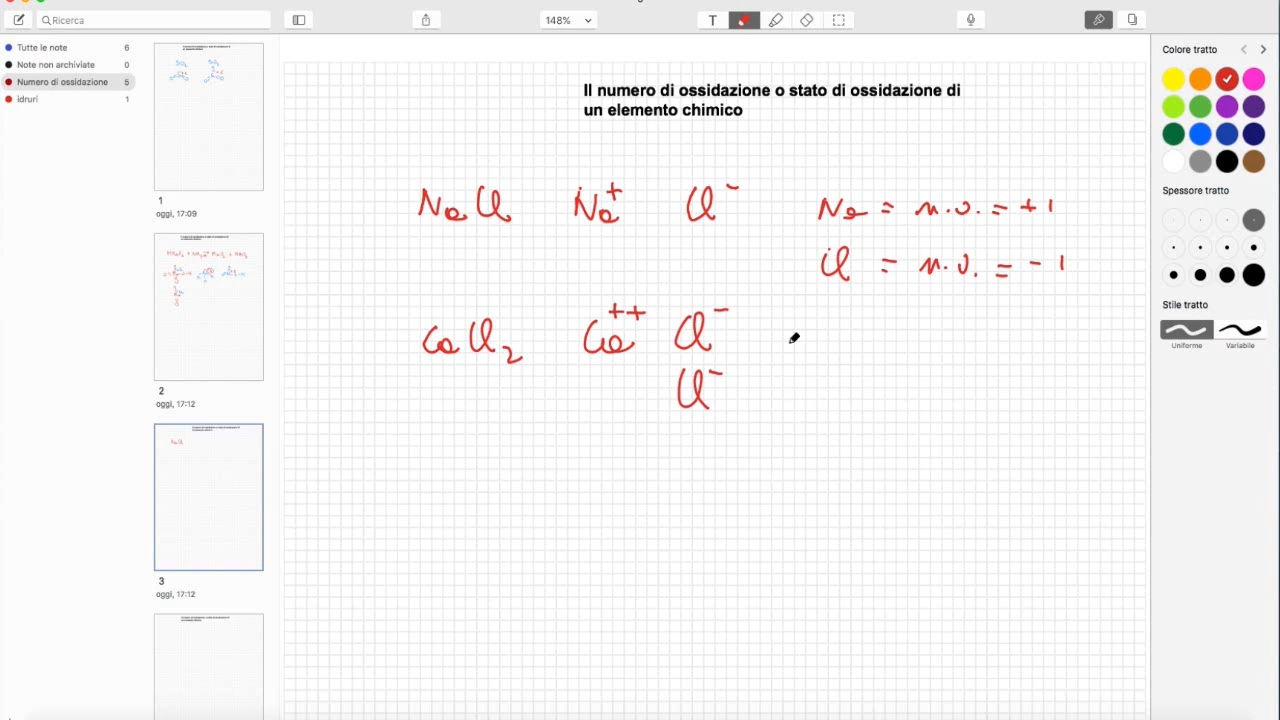 Ricerca
148%
T
Tutte le note 6
Note non archiviate 0
Numero di ossidazione 5
idruri 1
1
oggi, 17:09
2
oggi, 17:12
3
oggi, 17:12
Il numero di ossidazione o stato di ossidazione di
un elemento chimico
NaCl Na⁺ Cl⁻ Na = n.o. = +1
Cl = n.o. = -1
CaCl₂ Ca⁺⁺ Cl⁻
Cl⁻
Colore tratto
Spessore tratto
Stile tratto
Uniforme Variabile